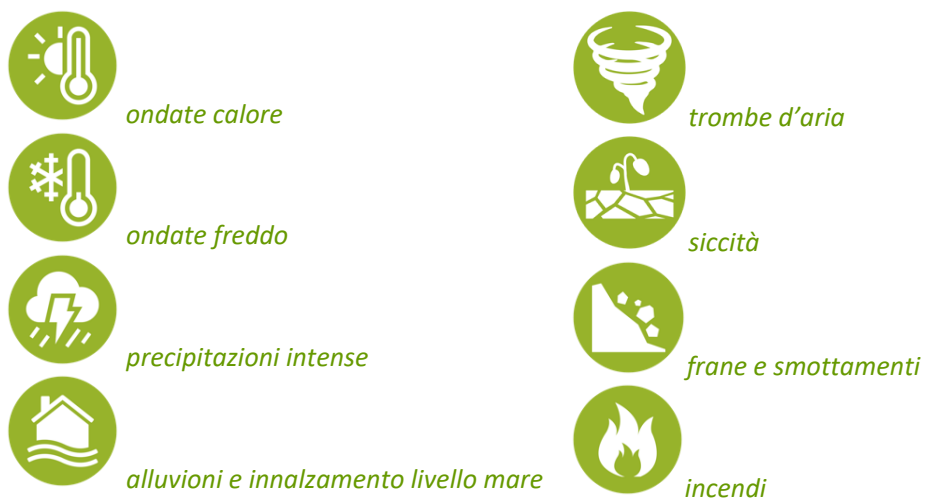 ondate calore
ondate freddo
precipitazioni intense
alluvioni e innalzamento livello mare
trombe d’aria
siccità
frane e smottamenti
incendi